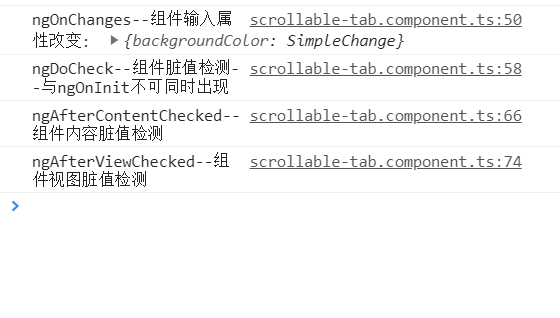 ngOnChanges--组件输入属 scrollable-tab.component.ts:50
性改变： ▶{backgroundColor: SimpleChange}
ngDoCheck--组件脏值检测- scrollable-tab.component.ts:58
-与ngOnInit不可同时出现
ngAfterContentChecked-- scrollable-tab.component.ts:66
组件内容脏值检测
ngAfterViewChecked--组 scrollable-tab.component.ts:74
件视图脏值检测